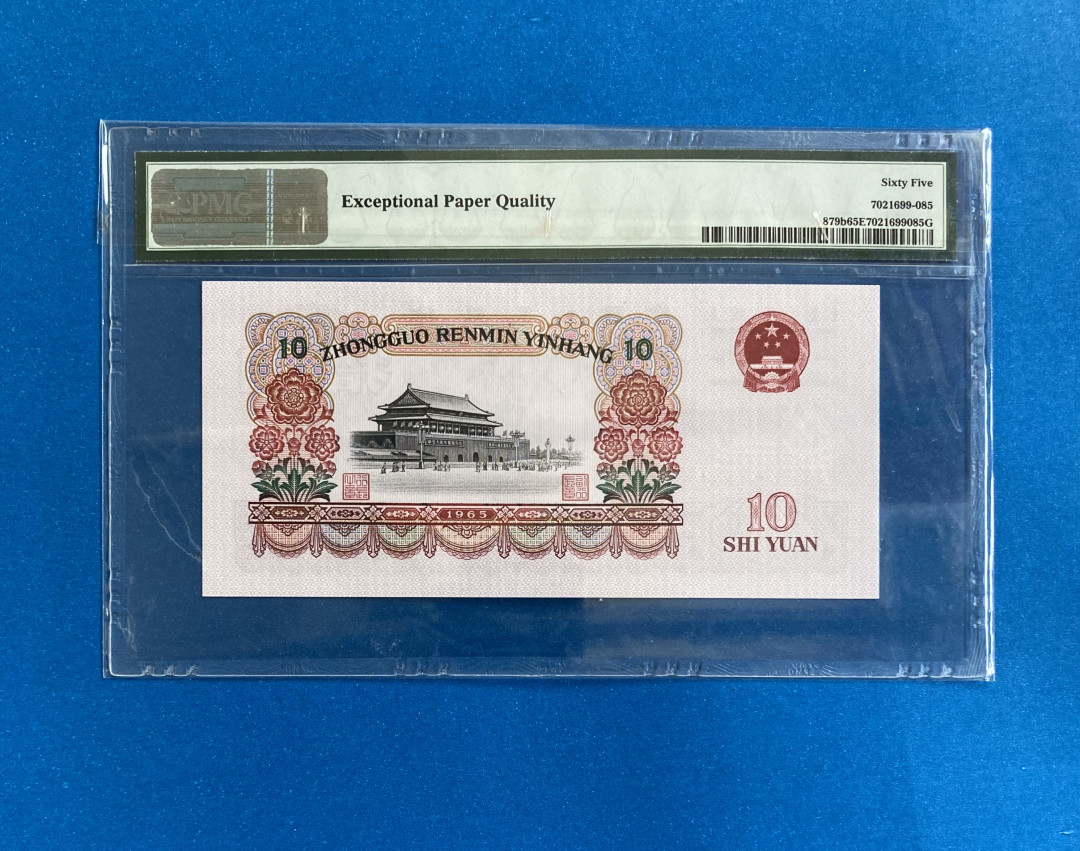 PMG
Exceptional Paper Quality
Sixty Five
7021699-085
879b65E7021699085G
10 ZHONGGUO RENMIN YINHANG 10
1965
10
SHI YUAN